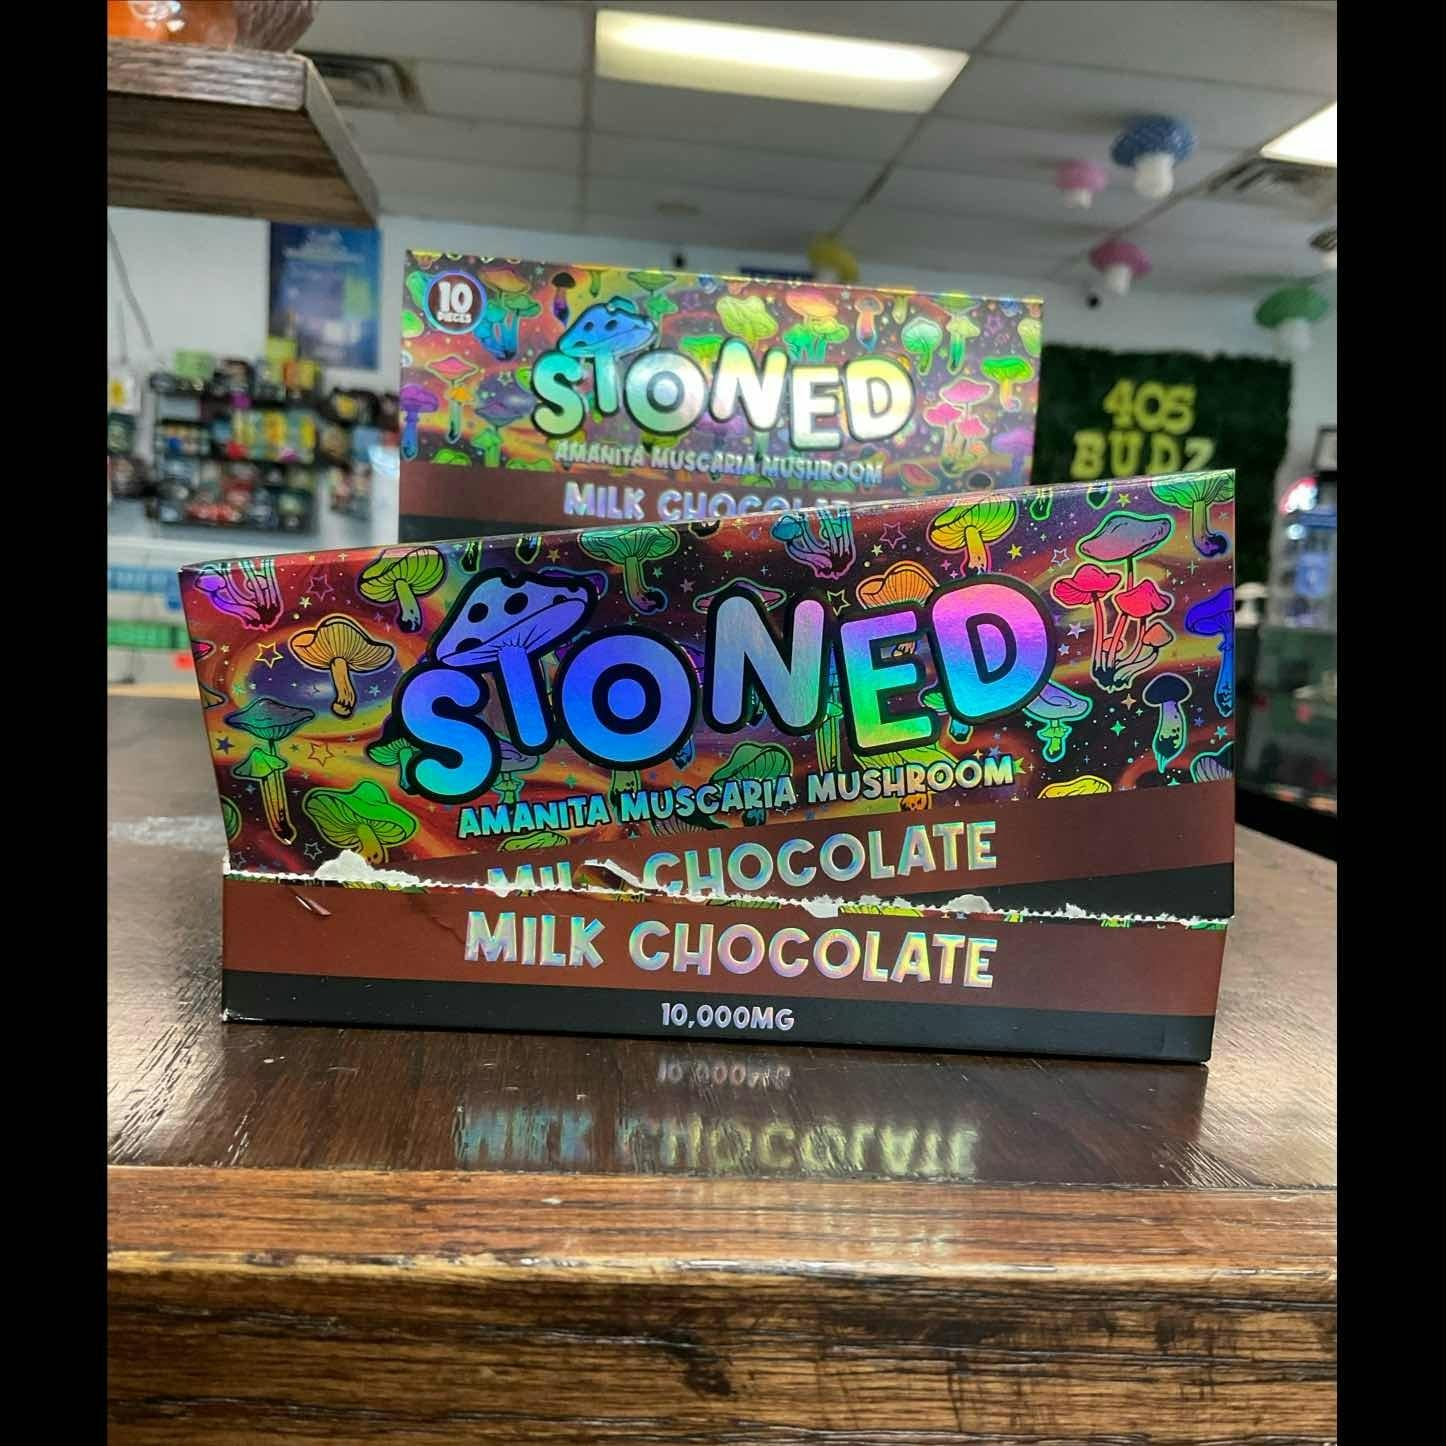 10
PIECES
STONED
AMANITA MUSCARIA MUSHROOM
MILK CHOCOLATE
405
BUDZ
STONED
AMANITA MUSCARIA MUSHROOM
MILK CHOCOLATE
MILK CHOCOLATE
10,000MG